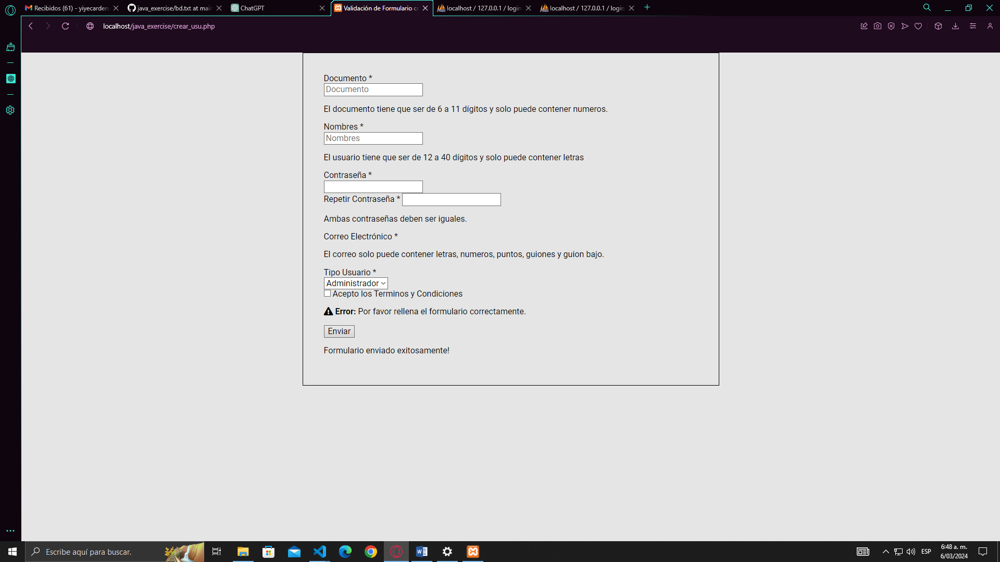 Recibidos (61) - yiyecarden
java_exercise/bd.txt at mair
ChatGPT
Validación de Formulario co
localhost / 127.0.0.1 / login
localhost / 127.0.0.1 / login
localhost/java_exercise/crear_usu.php
Documento *
Documento
El documento tiene que ser de 6 a 11 dígitos y solo puede contener numeros.
Nombres *
Nombres
El usuario tiene que ser de 12 a 40 dígitos y solo puede contener letras
Contraseña *
Repetir Contraseña *
Ambas contraseñas deben ser iguales.
Correo Electrónico *
El correo solo puede contener letras, numeros, puntos, guiones y guion bajo.
Tipo Usuario *
Administrador
Acepto los Terminos y Condiciones
Error: Por favor rellena el formulario correctamente.
Enviar
Formulario enviado exitosamente!
Escribe aquí para buscar.
ESP
6:48 a. m.
6/03/2024